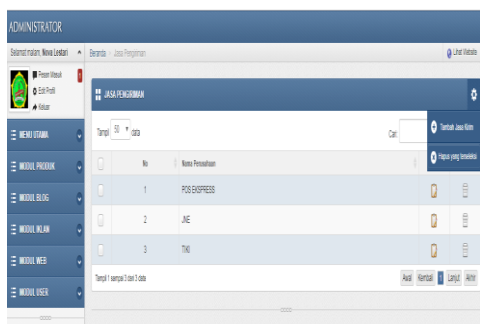 ADMINISTRATOR
Selamat malam, Nova Lestari
Beranda > Jasa Pengiriman
Lihat Website
Pesan Masuk
Edit Profil
Keluar
JASA PENGIRIMAN
Tambah Jasa Kirim
Hapus yang terseleksi
Tampil 50 data
Cari:
No Nama Perusahaan
1 POS EKSPRESS
2 JNE
3 TIKI
Tampil 1 sampai 3 dari 3 data
Awal Kembali 1 Lanjut Akhir
MENU UTAMA
MODUL PRODUK
MODUL BLOG
MODUL IKLAN
MODUL WEB
MODUL USER